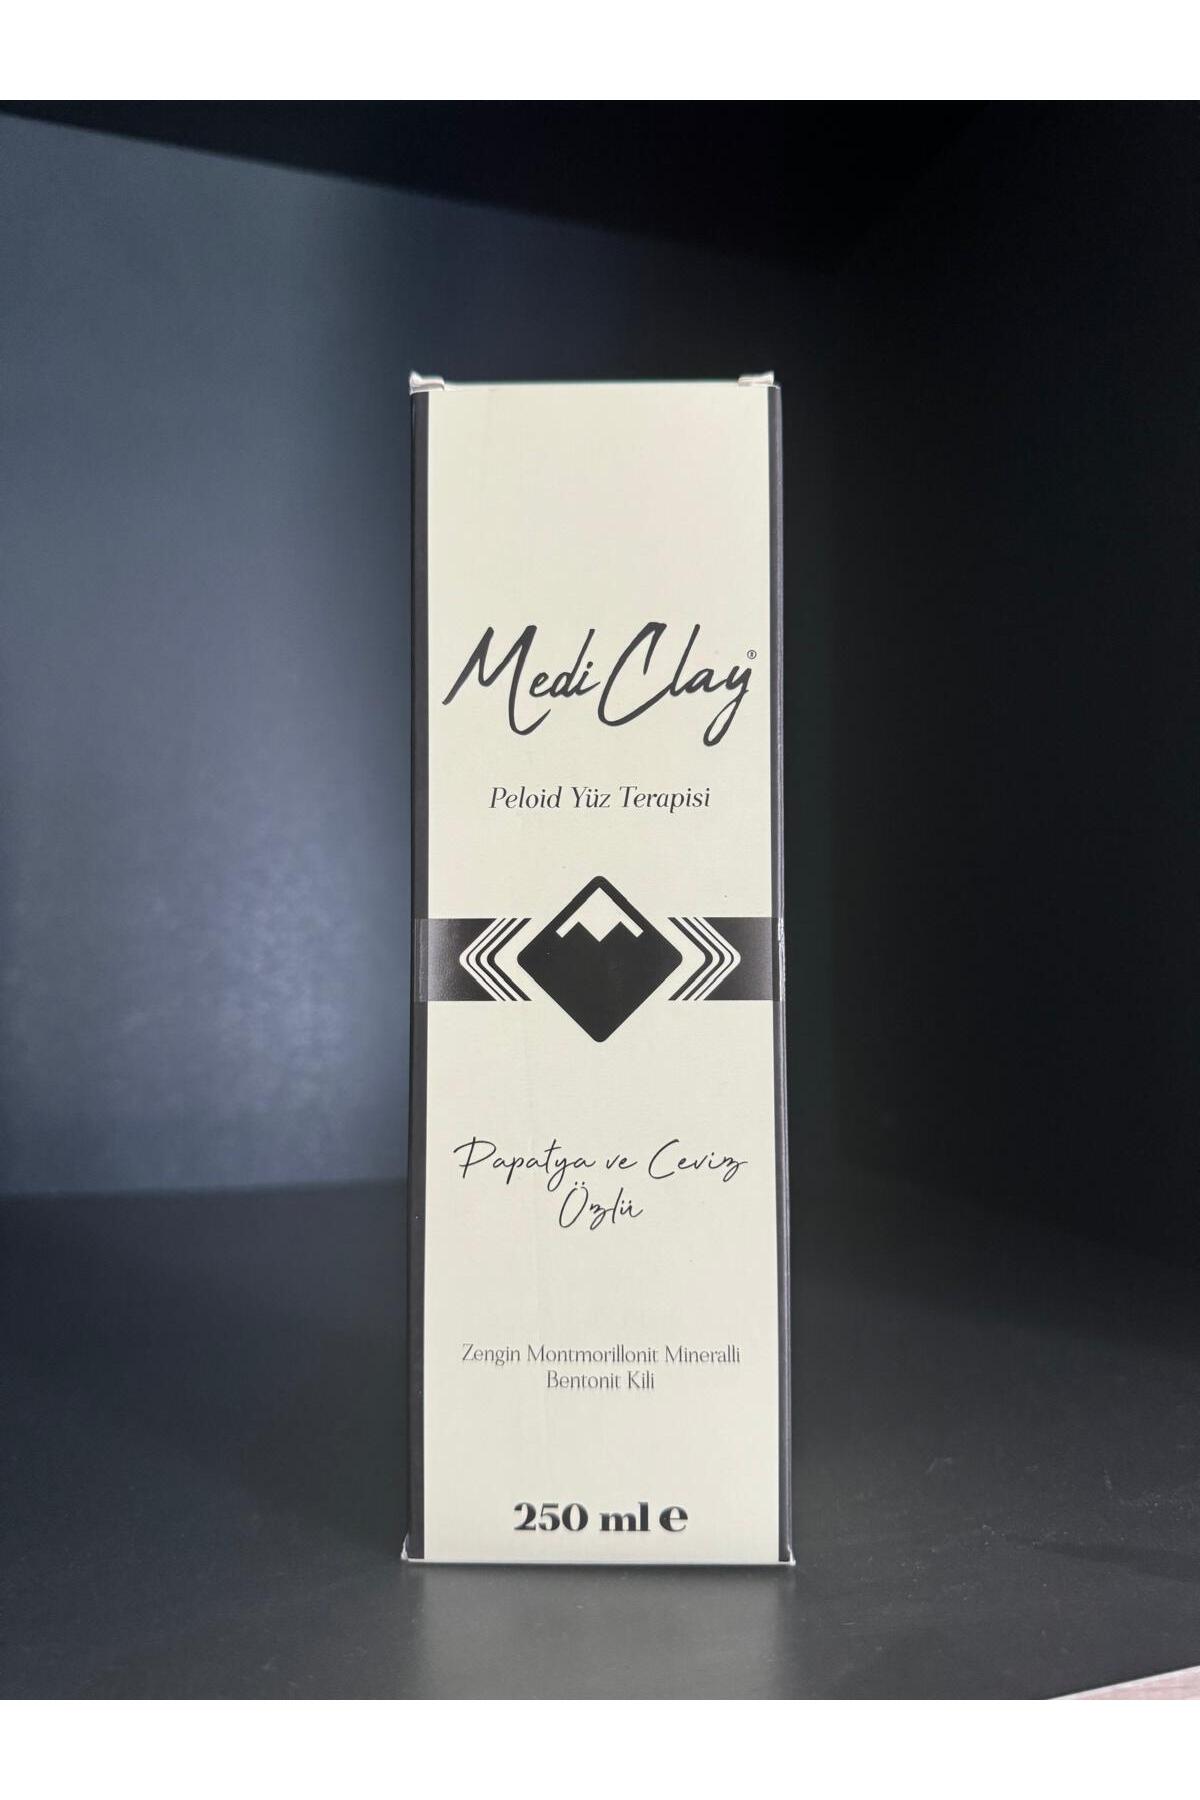 Medi Clay®
Peloid Yüz Terapisi
Papatya ve Ceviz
Özlü
Zengin Montmorillonit Mineralli
Bentonit Kili
250 ml e